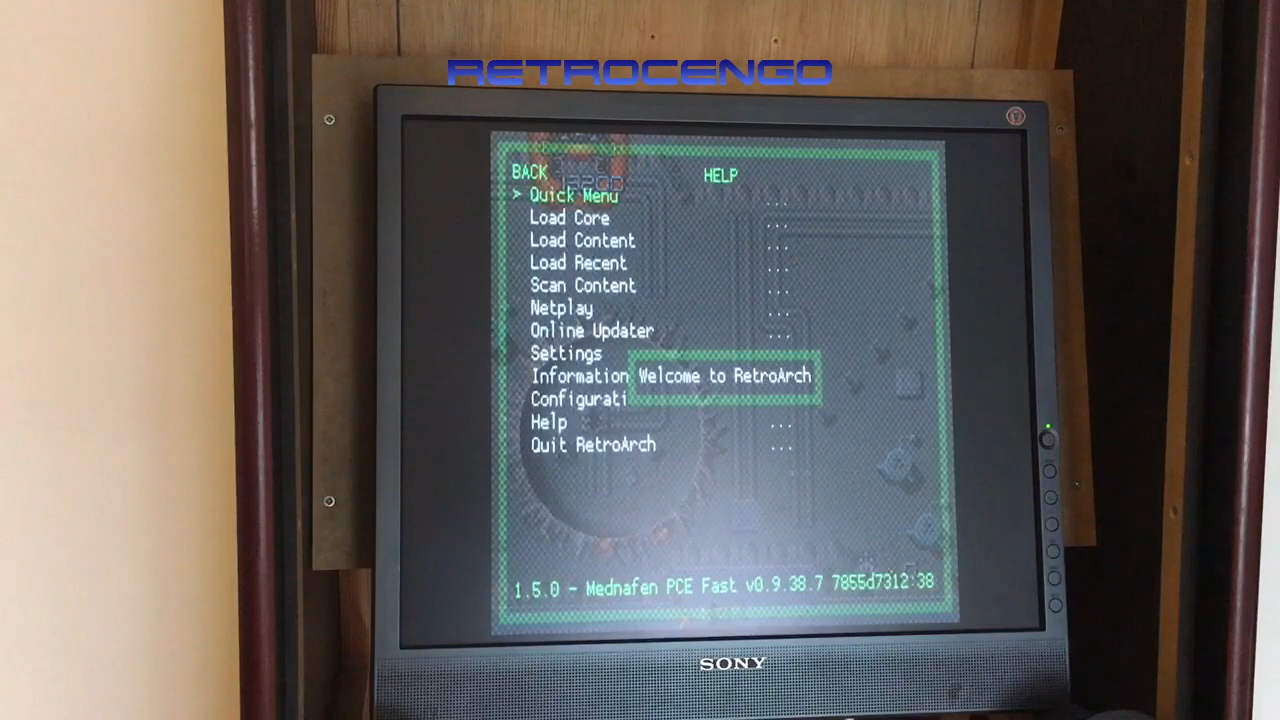 RETROCENGO
BACK HELP
> Quick Menu ...
Load Core ...
Load Content ...
Load Recent ...
Scan Content ...
Netplay ...
Online Updater ...
Settings
Information
Welcome to RetroArch
Configurati
Help ...
Quit RetroArch ...
1.5.0 - Mednafen PCE Fast v0.9.38.7 7855d7312:38
SONY